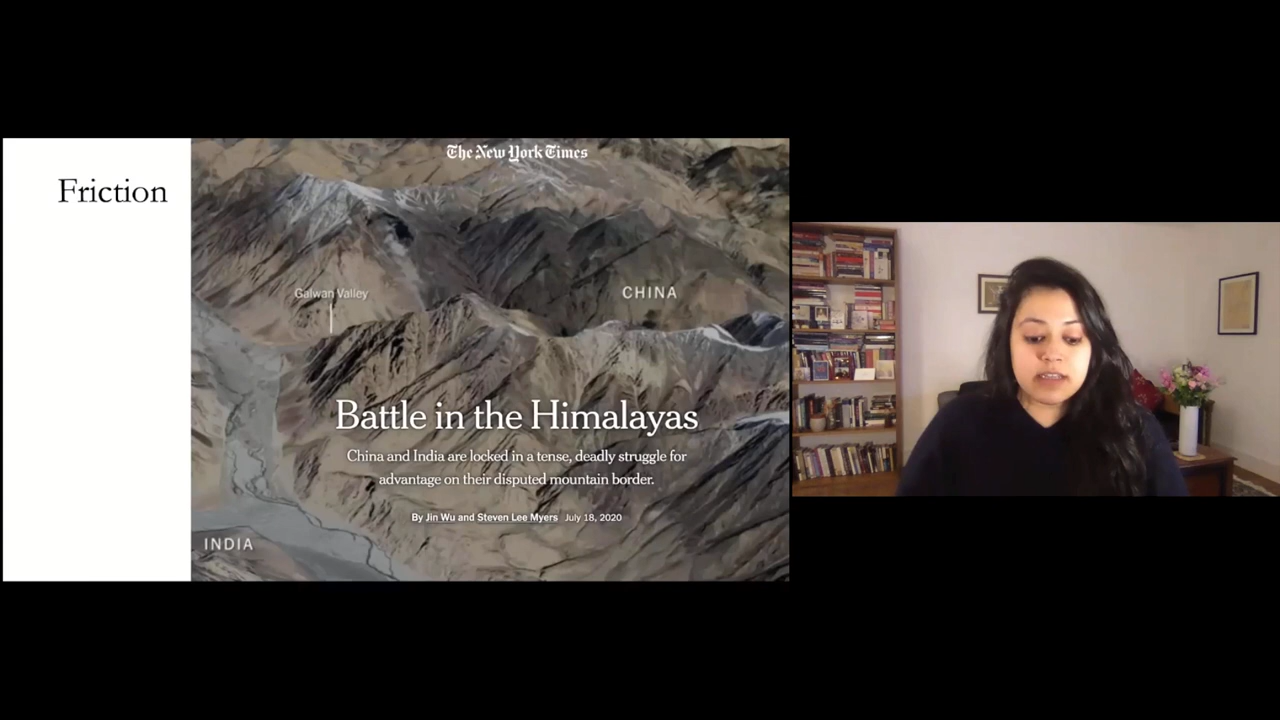 Friction
The New York Times
Galwan Valley
CHINA
Battle in the Himalayas
China and India are locked in a tense, deadly struggle for
advantage on their disputed mountain border.
By Jin Wu and Steven Lee Myers July 18, 2020
INDIA